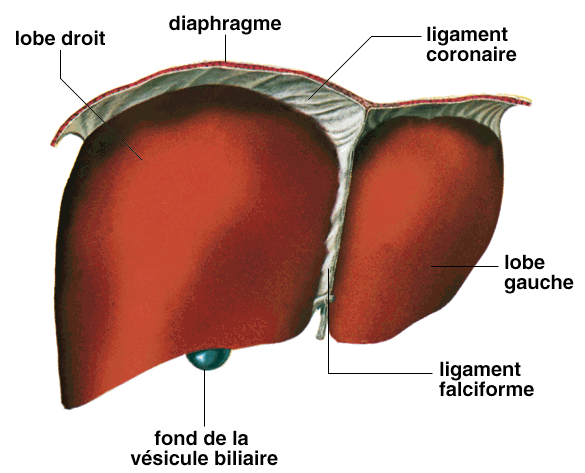 diaphragme
lobe droit
ligament
coronaire
lobe
gauche
ligament
falciforme
fond de la
vésicule biliaire